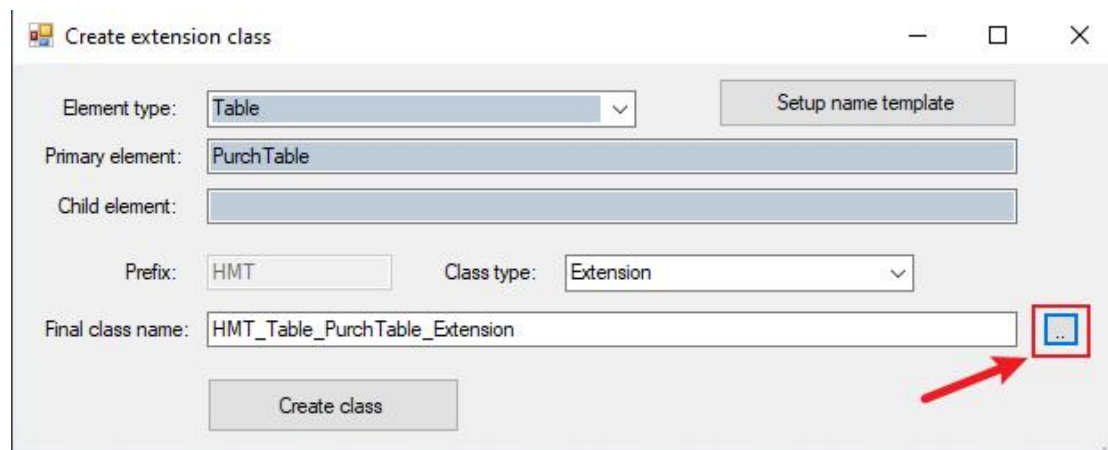 Create extension class
Element type: Table Setup name template
Primary element: PurchTable
Child element:
Prefix: HMT Class type: Extension
Final class name: HMT_Table_PurchTable_Extension ..
Create class